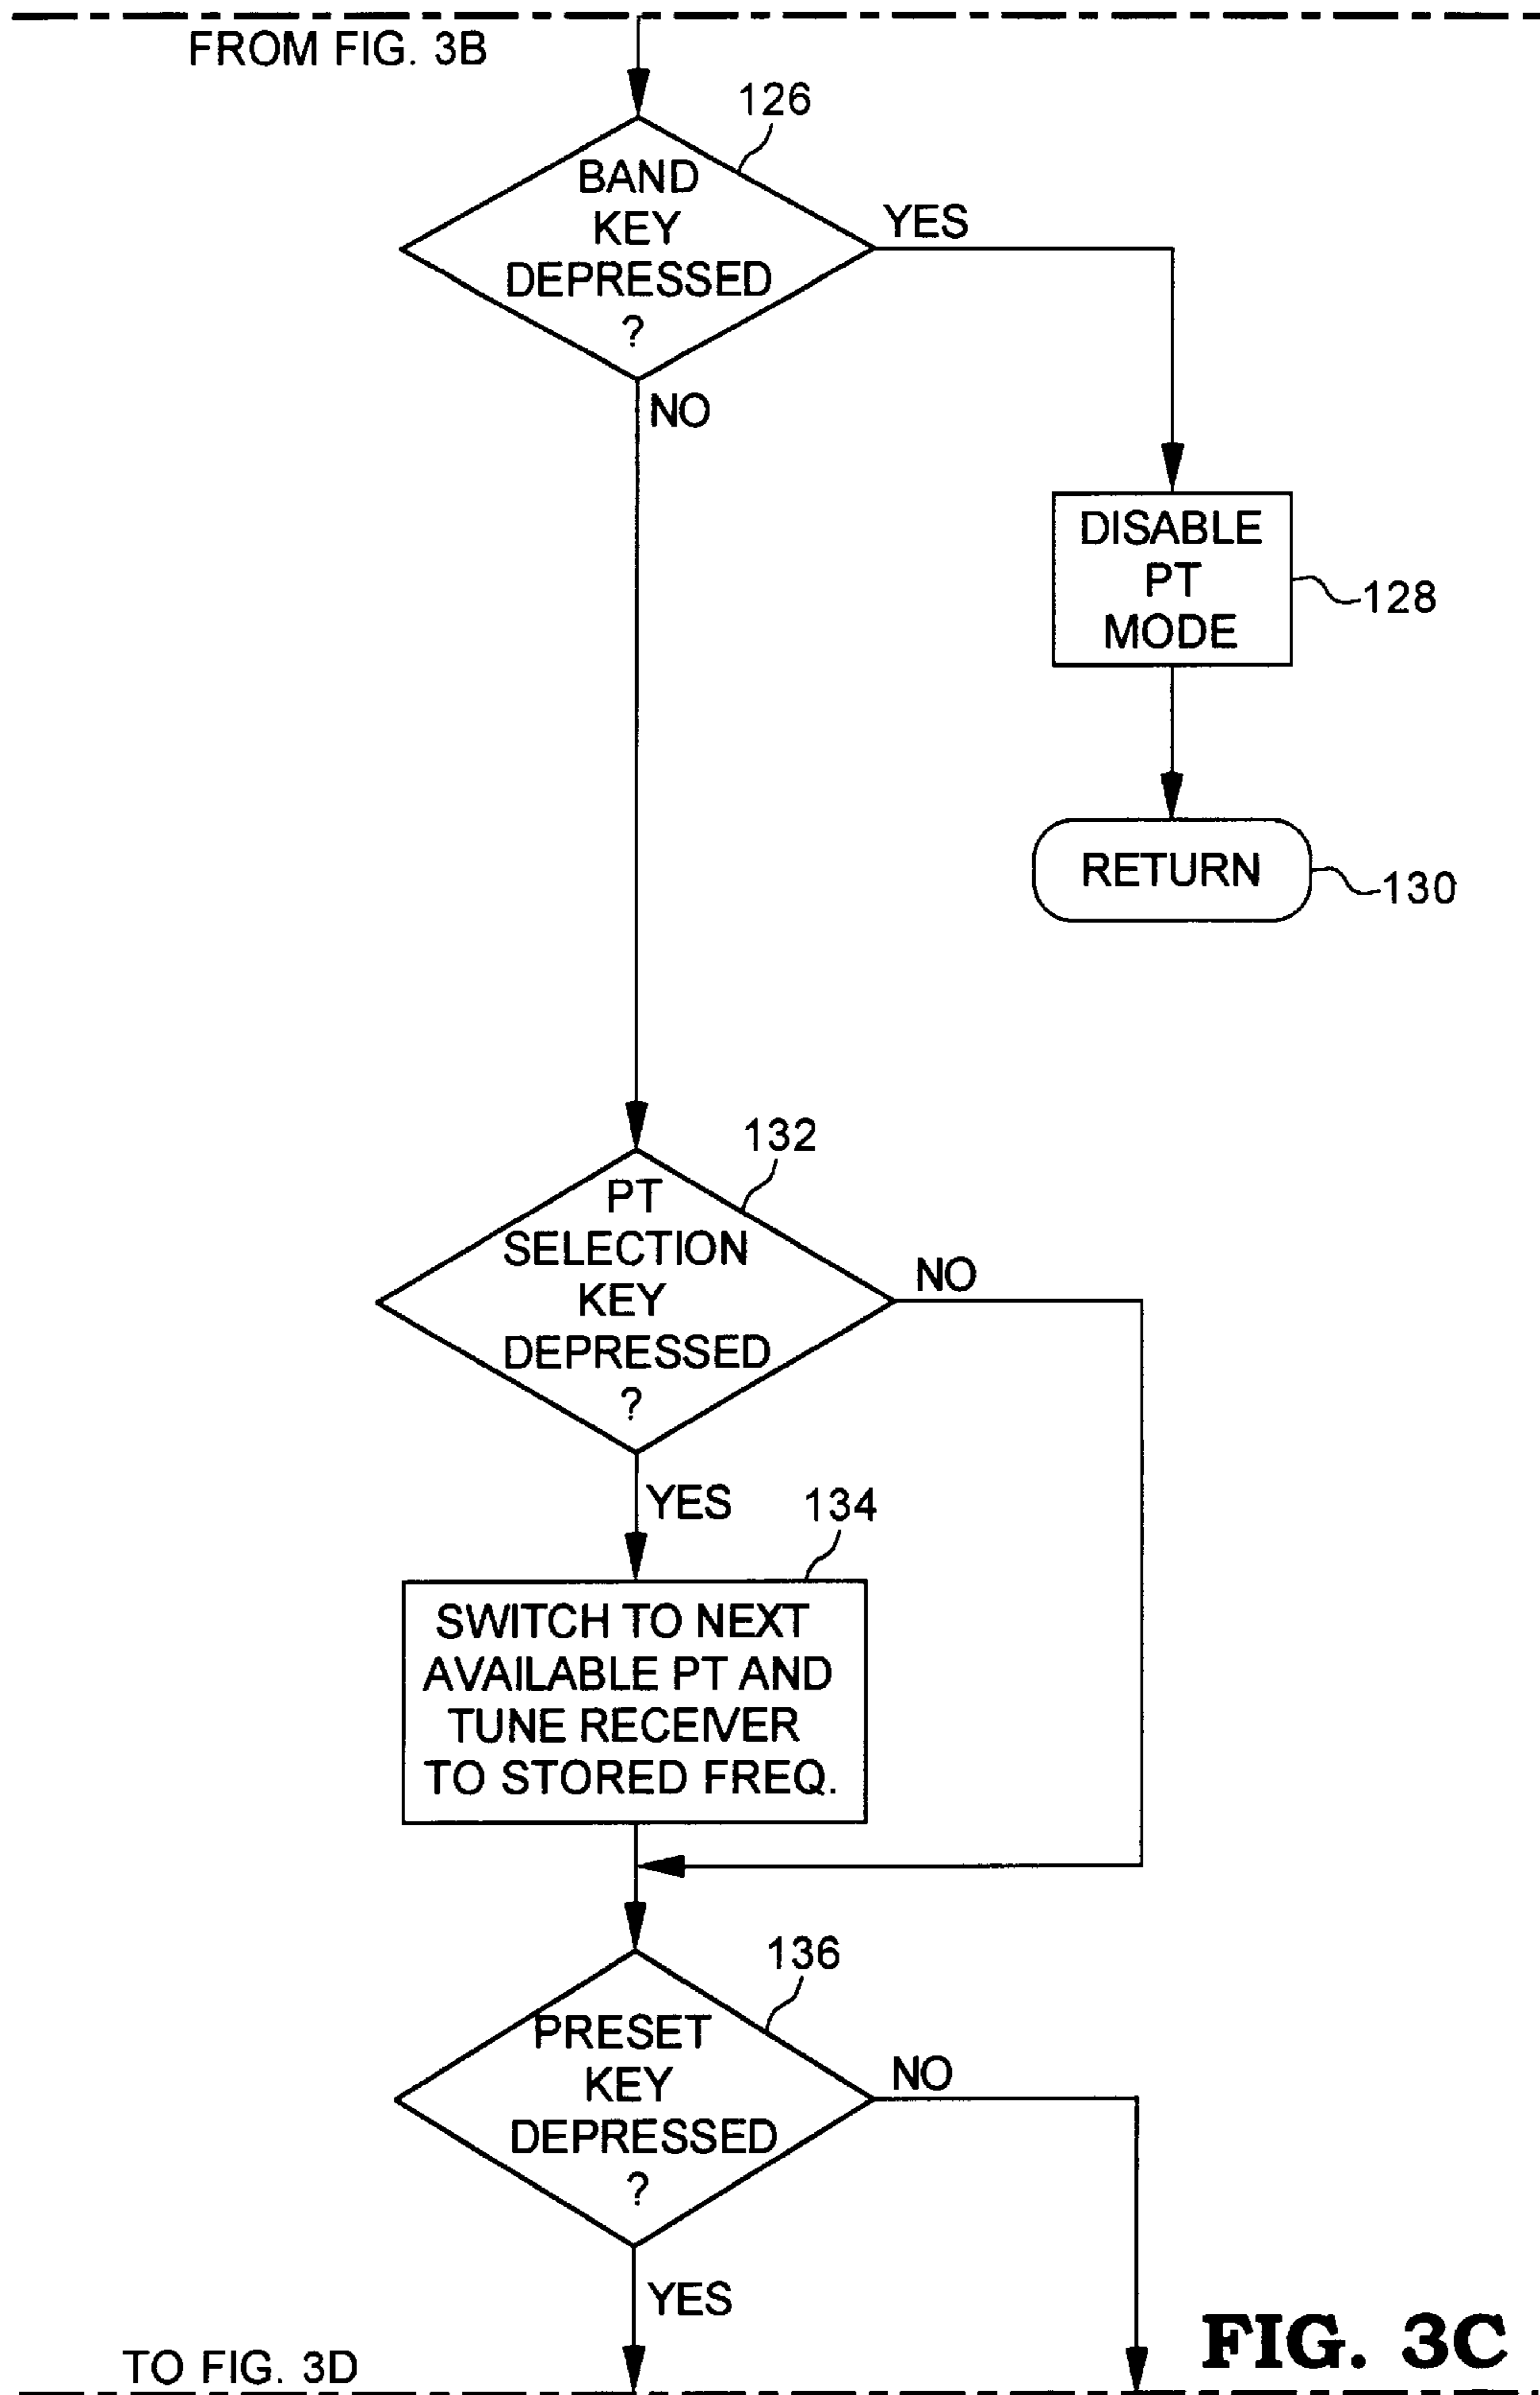 FROM FIG. 3B
126
BAND
KEY
DEPRESSED
?
YES
NO
DISABLE
PT
MODE
128
RETURN
130
132
PT
SELECTION
KEY
DEPRESSED
?
NO
YES
134
SWITCH TO NEXT
AVAILABLE PT AND
TUNE RECEIVER
TO STORED FREQ.
136
PRESET
KEY
DEPRESSED
?
NO
YES
TO FIG. 3D
FIG. 3C